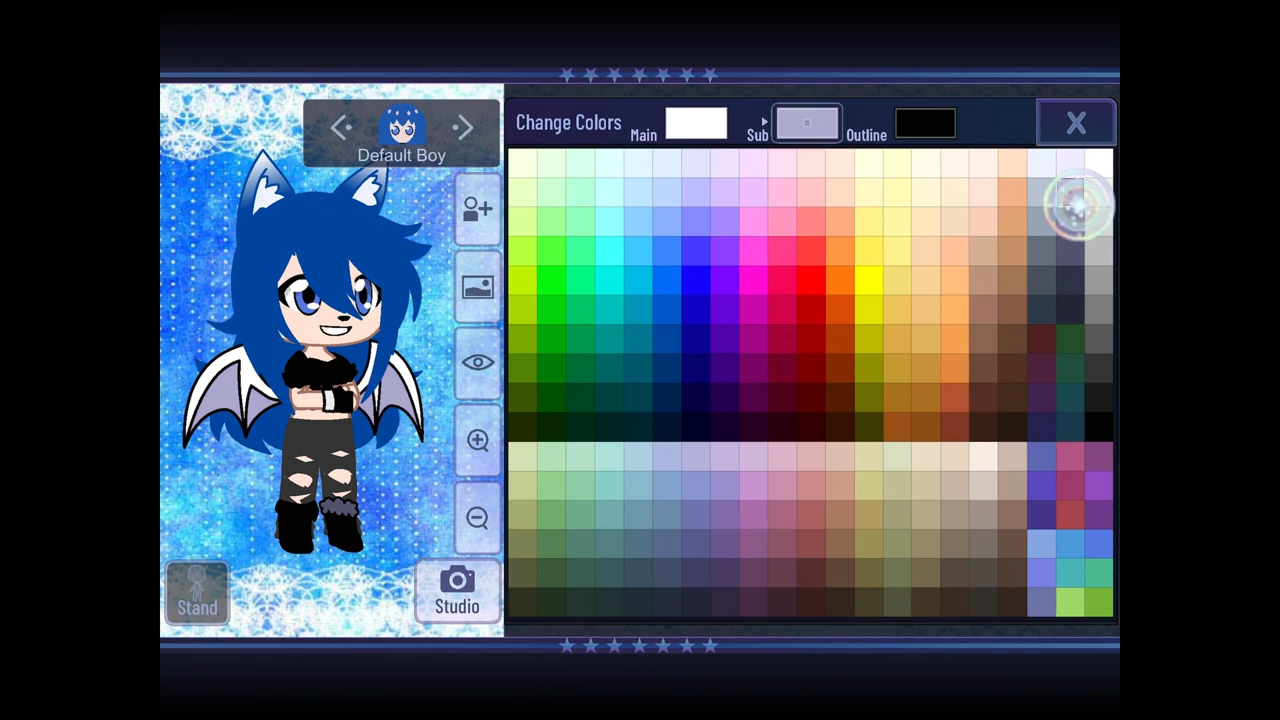 Default Boy
Change Colors
Main
Sub
Outline
X
Stand
Studio